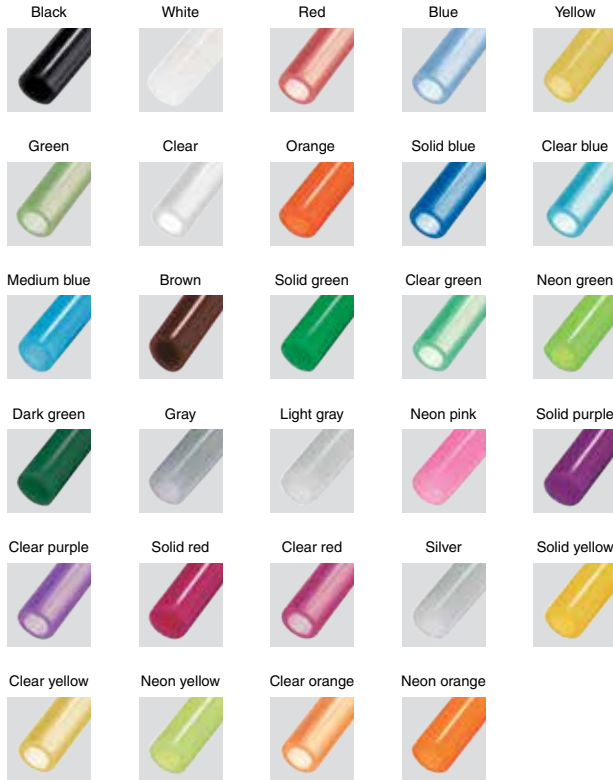 Black White Red Blue Yellow
Green Clear Orange Solid blue Clear blue
Medium blue Brown Solid green Clear green Neon green
Dark green Gray Light gray Neon pink Solid purple
Clear purple Solid red Clear red Silver Solid yellow
Clear yellow Neon yellow Clear orange Neon orange